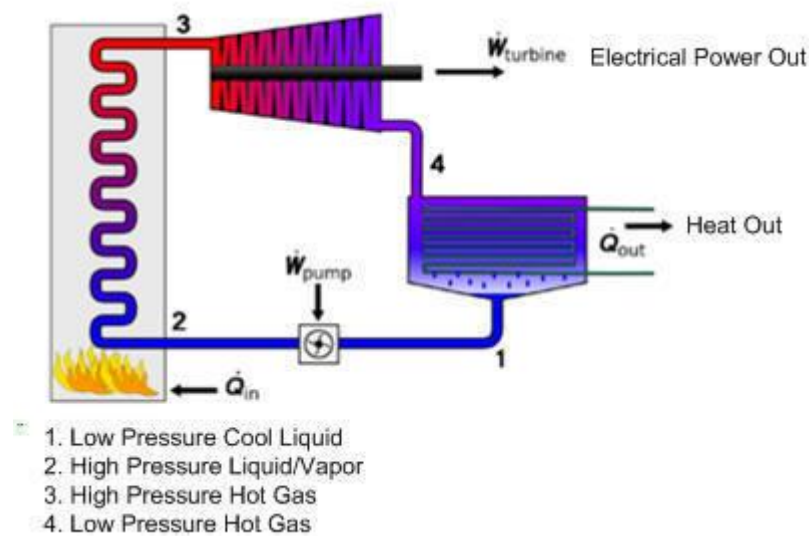 3
Ẇturbine Electrical Power Out
4
Q̇out Heat Out
Ẇpump
2
1
Q̇in
1. Low Pressure Cool Liquid
2. High Pressure Liquid/Vapor
3. High Pressure Hot Gas
4. Low Pressure Hot Gas